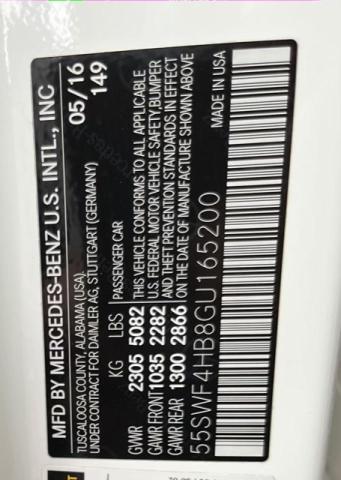 MFD BY MERCEDES-BENZ U.S. INTL., INC
TUSCALOOSA COUNTY, ALABAMA (USA),
UNDER CONTRACT FOR DAIMLER AG, STUTTGART (GERMANY)
05/16
149
KG LBS
GVWR 2305 5082
GAWR FRONT 1035 2282
GAWR REAR 1300 2866
PASSENGER CAR
THIS VEHICLE CONFORMS TO ALL APPLICABLE
U.S. FEDERAL MOTOR VEHICLE SAFETY, BUMPER
AND THEFT PREVENTION STANDARDS IN EFFECT
ON THE DATE OF MANUFACTURE SHOWN ABOVE
55SWF4HB8GU165200
MADE IN USA